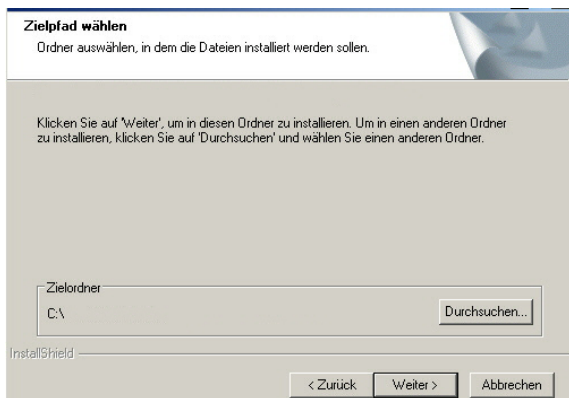 Zielpfad wählen
Ordner auswählen, in dem die Dateien installiert werden sollen.
Klicken Sie auf 'Weiter', um in diesen Ordner zu installieren. Um in einen anderen Ordner
zu installieren, klicken Sie auf 'Durchsuchen' und wählen Sie einen anderen Ordner.
Zielordner
C:\
Durchsuchen...
InstallShield
< Zurück
Weiter >
Abbrechen